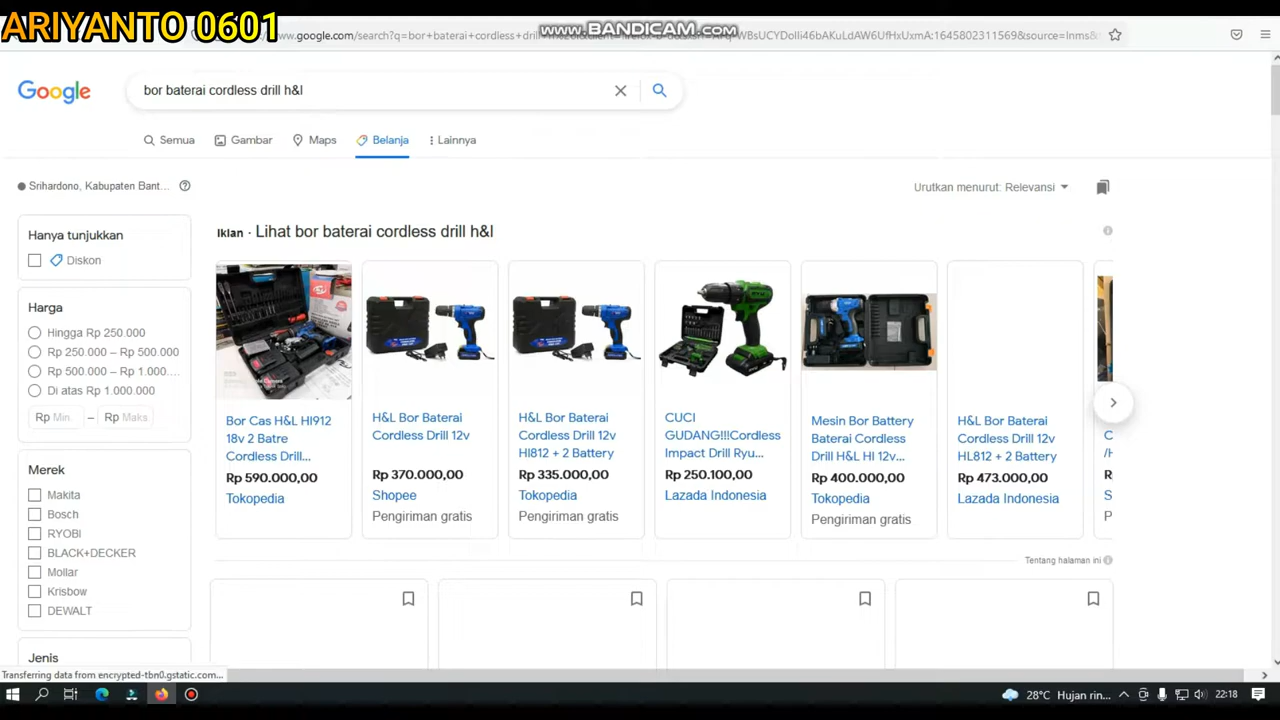 ARIYANTO 0601
www.BANDICAM.com
bor baterai cordless drill h&l
Google
Semua
Gambar
Maps
Belanja
Lainnya
Srihardono, Kabupaten Bant...
Urutkan menurut: Relevansi
Hanya tunjukkan
Diskon
Harga
Hingga Rp 250.000
Rp 250.000 – Rp 500.000
Rp 500.000 – Rp 1.000....
Di atas Rp 1.000.000
Rp Min. – Rp Maks
Merek
Makita
Bosch
RYOBI
BLACK+DECKER
Mollar
Krisbow
DEWALT
Jenis
Iklan · Lihat bor baterai cordless drill h&l
Bor Cas H&L Hl912
18v 2 Batre
Cordless Drill...
Rp 590.000,00
Tokopedia
H&L Bor Baterai
Cordless Drill 12v
Rp 370.000,00
Shopee
Pengiriman gratis
H&L Bor Baterai
Cordless Drill 12v
Hl812 + 2 Battery
Rp 335.000,00
Tokopedia
Pengiriman gratis
CUCI
GUDANG!!!Cordless
Impact Drill Ryu...
Rp 250.100,00
Lazada Indonesia
Mesin Bor Battery
Baterai Cordless
Drill H&L Hl 12v...
Rp 400.000,00
Tokopedia
Pengiriman gratis
H&L Bor Baterai
Cordless Drill 12v
HL812 + 2 Battery
Rp 473.000,00
Lazada Indonesia
Tentang halaman ini
Transferring data from encrypted-tbn0.gstatic.com...
28°C Hujan rin...
22:18